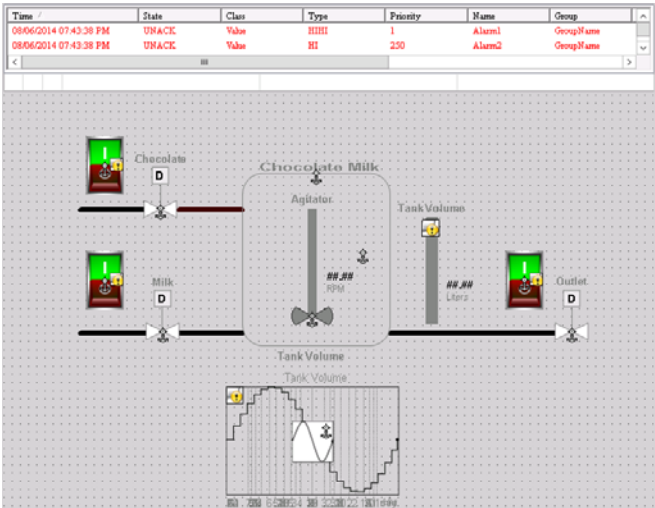 Time / State Class Type Priority Name Group
08/06/2014 07:43:38 PM UNACK Value HIHI 1 Alarm1 GroupName
08/06/2014 07:43:38 PM UNACK Value HI 250 Alarm2 GroupName
Chocolate
D
Chocolate Milk
Agitator
TankVolume
Milk
D
##.##
RPM
##.##
Liters
Outlet
D
TankVolume
Tank Volume